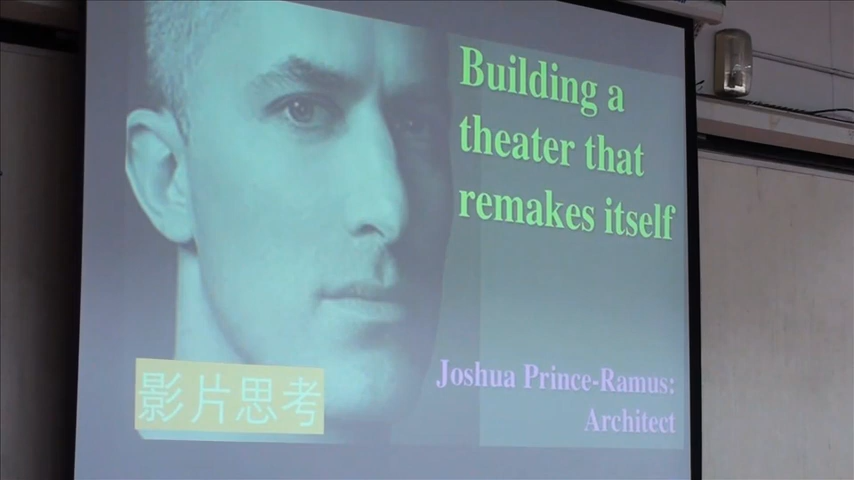 Building a
theater that
remakes itself
Joshua Prince-Ramus:
Architect
影片思考